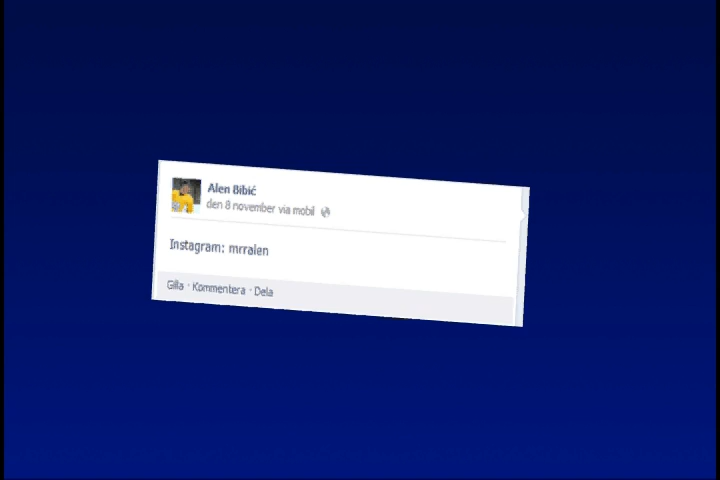 Alen Bibić
den 8 november via mobil
Instagram: mrralen
Gilla · Kommentera · Dela